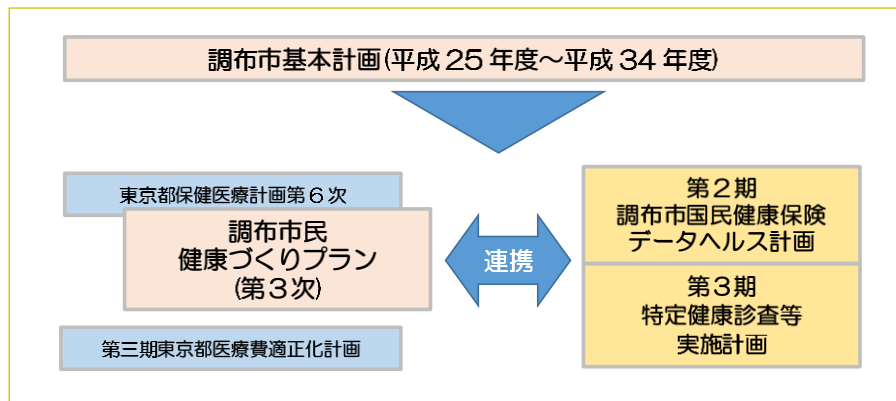 調布市基本計画(平成25年度～平成34年度)
東京都保健医療計画第６次
調布市民
健康づくりプラン
(第３次)
第三期東京都医療費適正化計画
連携
第２期
調布市国民健康保険
データヘルス計画
第３期
特定健康診査等
実施計画